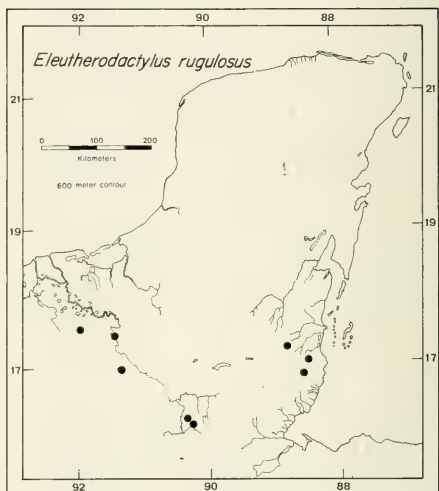 92 90 88
Eleutherodactylus rugulosus
21 21
0 100 200
Kilometers
600 meter contour
19 19
17 17
92 90 88